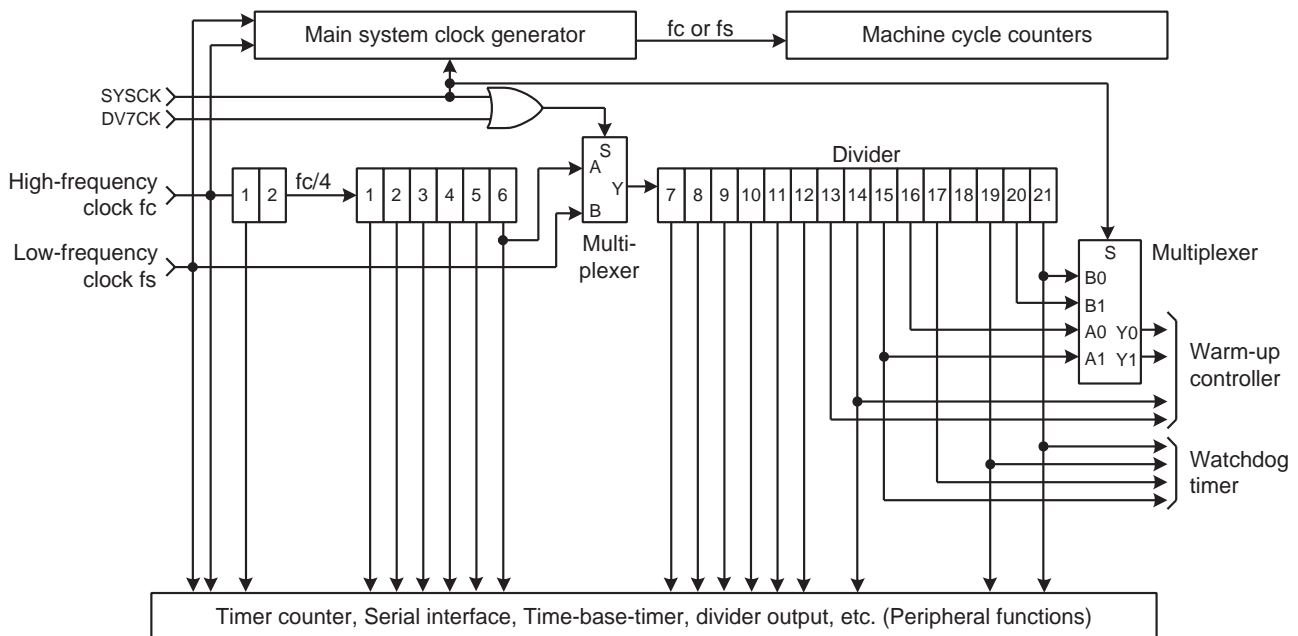 Main system clock generator
fc or fs
Machine cycle counters
SYSCK
DV7CK
High-frequency
clock fc
1 2
fc/4
1 2 3 4 5 6
S
A
B
Y
Multi-
plexer
Divider
7 8 9 10 11 12 13 14 15 16 17 18 19 20 21
Low-frequency
clock fs
S
B0
B1
A0 Y0
A1 Y1
Multiplexer
Warm-up
controller
Watchdog
timer
Timer counter, Serial interface, Time-base-timer, divider output, etc. (Peripheral functions)